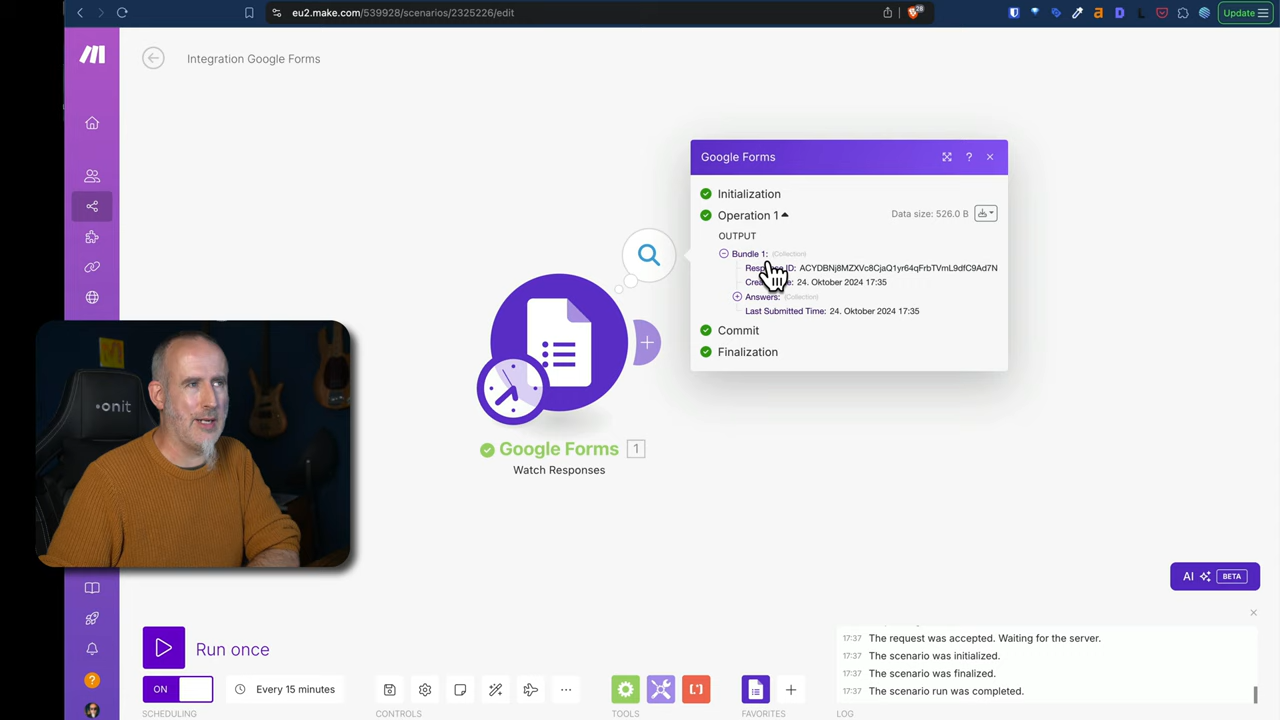 eu2.make.com/539928/scenarios/2325226/edit
28
Update
Integration Google Forms
Google Forms
?
Initialization
Operation 1
Data size: 526.0 B
OUTPUT
Bundle 1: (Collection)
ID: ACYDBNj8MZXVc8CjaQ1yr64qFrbTVmL9dfC9Ad7N
24. Oktober 2024 17:35
Answers: (Collection)
Last Submitted Time: 24. Oktober 2024 17:35
Commit
Finalization
onit
Google Forms 1
Watch Responses
AI BETA
Run once
17:37 The request was accepted. Waiting for the server.
17:37 The scenario was initialized.
17:37 The scenario was finalized.
17:37 The scenario run was completed.
ON
Every 15 minutes
SCHEDULING
CONTROLS
TOOLS
FAVORITES
LOG